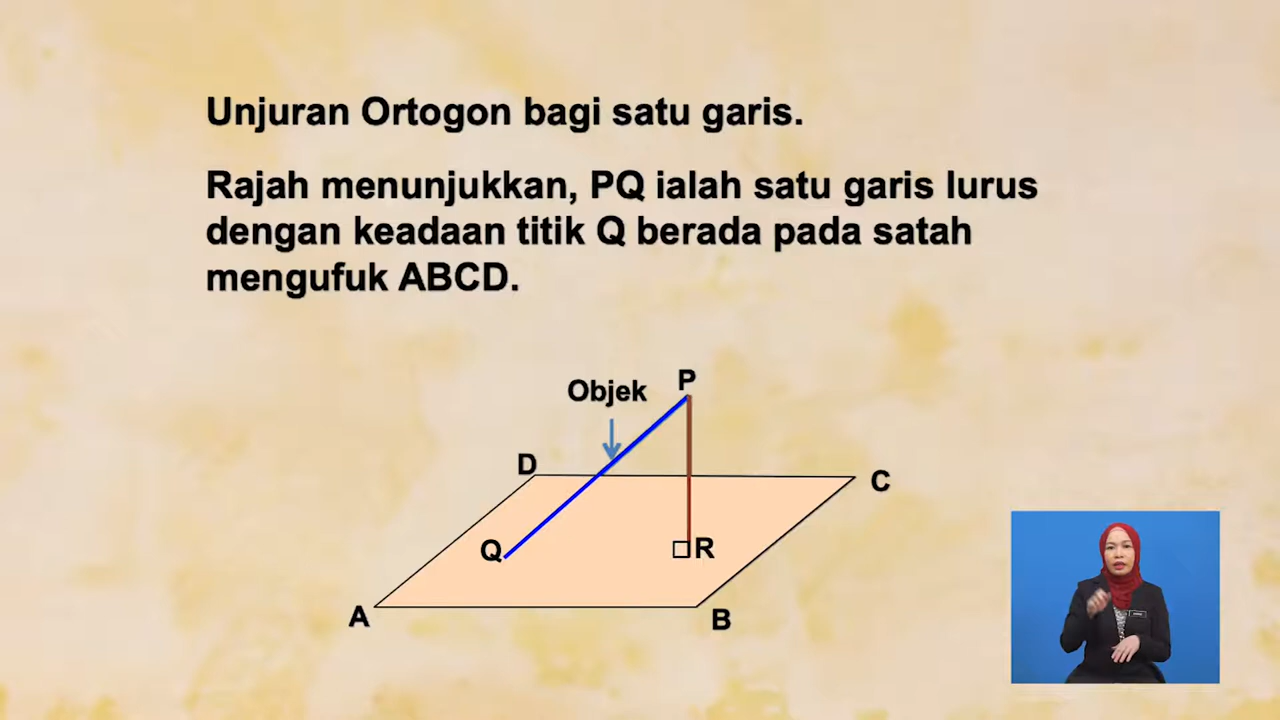 Unjuran Ortogon bagi satu garis.
Rajah menunjukkan, PQ ialah satu garis lurus
dengan keadaan titik Q berada pada satah
mengufuk ABCD.
Objek
P
D
C
Q
R
A
B